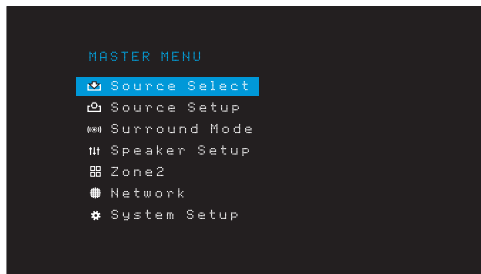 MASTER MENU
Source Select
Source Setup
Surround Mode
Speaker Setup
Zone2
Network
System Setup